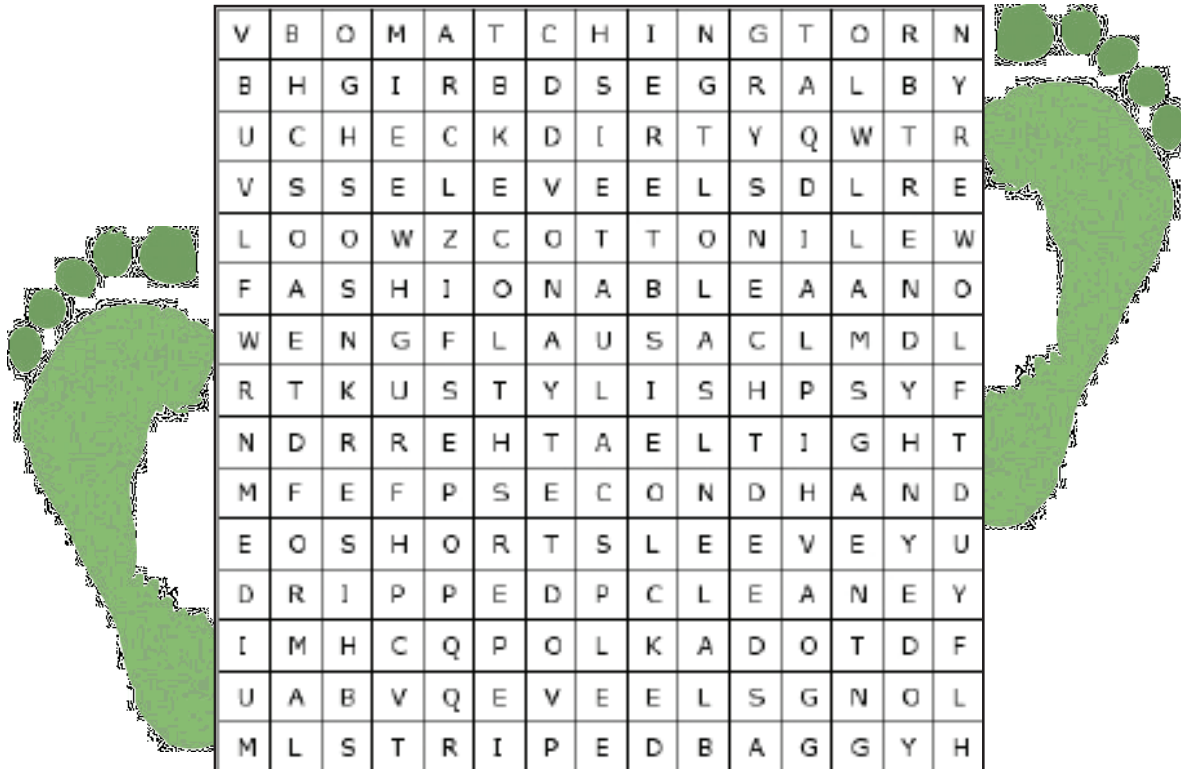 V B O M A T C H I N G T O R N
B H G I R B D S E G R A L B Y
U C H E C K D I R T Y Q W T R
V S S E L E V E E L S D L R E
L O O W Z C O T T O N I L E W
F A S H I O N A B L E A A N O
W E N G F L A U S A C L M D L
R T K U S T Y L I S H P S Y F
N D R R E H T A E L T I G H T
M F E F P S E C O N D H A N D
E O S H O R T S L E E V E Y U
D R I P P E D P C L E A N E Y
I M H C Q P O L K A D O T D F
U A B V Q E V E E L S G N O L
M L S T R I P E D B A G G Y H